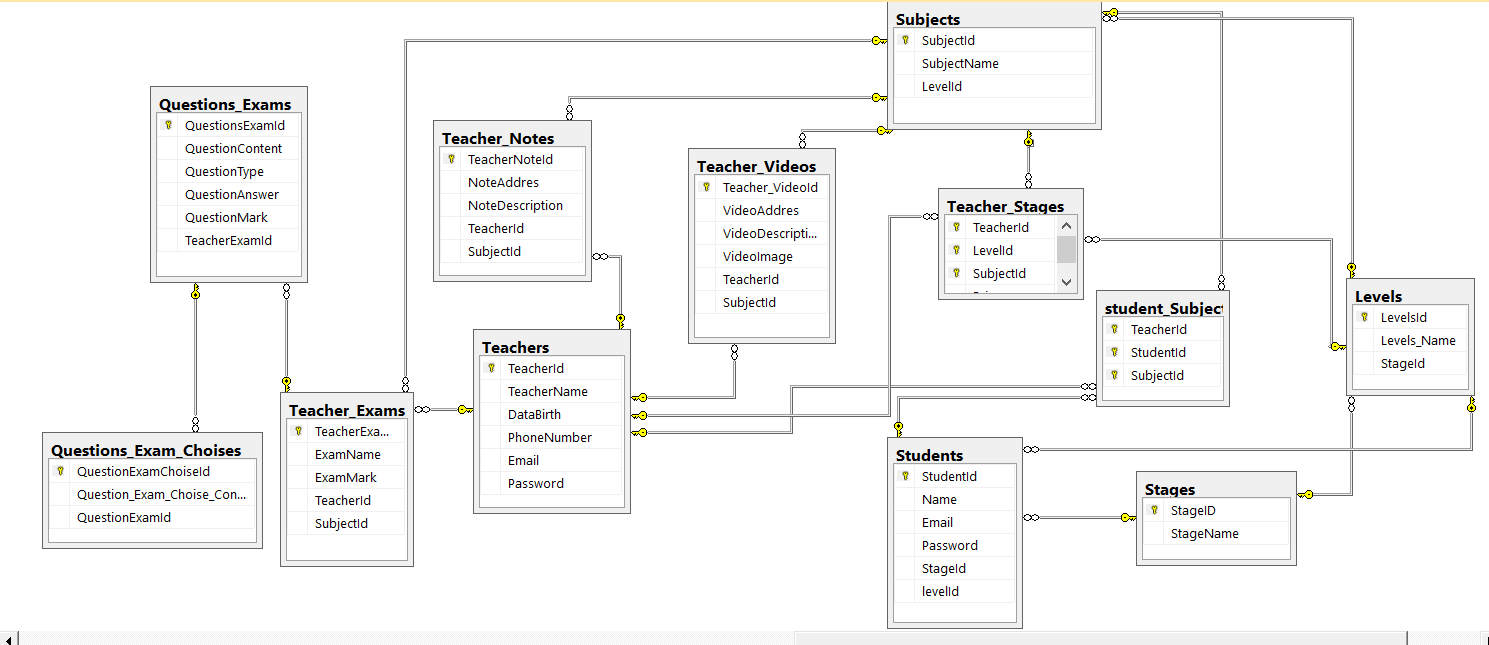 Subjects
SubjectId
SubjectName
LevelId
Questions_Exams
QuestionsExamId
QuestionContent
QuestionType
QuestionAnswer
QuestionMark
TeacherExamId
Teacher_Notes
TeacherNoteId
NoteAddres
NoteDescription
TeacherId
SubjectId
Teacher_Videos
Teacher_VideoId
VideoAddres
VideoDescripti...
VideoImage
TeacherId
SubjectId
Teacher_Stages
TeacherId
LevelId
SubjectId
student_Subject
TeacherId
StudentId
SubjectId
Levels
LevelsId
Levels_Name
StageId
Teachers
TeacherId
TeacherName
DataBirth
PhoneNumber
Email
Password
Teacher_Exams
TeacherExa...
ExamName
ExamMark
TeacherId
SubjectId
Questions_Exam_Choises
QuestionExamChoiseId
Question_Exam_Choise_Con...
QuestionExamId
Students
StudentId
Name
Email
Password
StageId
levelId
Stages
StageID
StageName